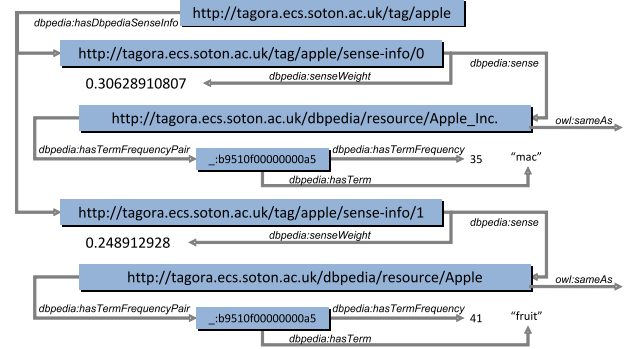 http://tagora.ecs.soton.ac.uk/tag/apple
dbpedia:hasDbpediaSenseInfo
http://tagora.ecs.soton.ac.uk/tag/apple/sense-info/0
dbpedia:sense
dbpedia:senseWeight
0.30628910807
http://tagora.ecs.soton.ac.uk/dbpedia/resource/Apple_Inc.
owl:sameAs
dbpedia:hasTermFrequencyPair
_:b9510f00000000a5
dbpedia:hasTermFrequency
35
"mac"
dbpedia:hasTerm
http://tagora.ecs.soton.ac.uk/tag/apple/sense-info/1
dbpedia:sense
dbpedia:senseWeight
0.248912928
http://tagora.ecs.soton.ac.uk/dbpedia/resource/Apple
owl:sameAs
dbpedia:hasTermFrequencyPair
_:b9510f00000000a5
dbpedia:hasTermFrequency
41
"fruit"
dbpedia:hasTerm